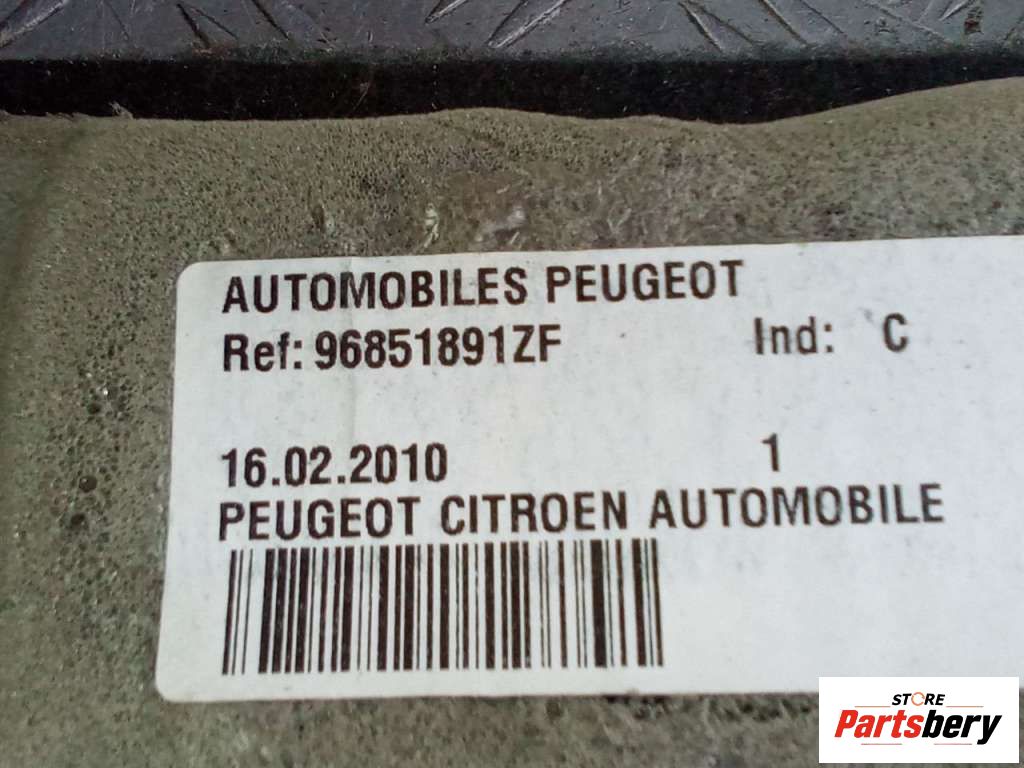 AUTOMOBILES PEUGEOT
Ref: 96851891ZF Ind: C
16.02.2010 1
PEUGEOT CITROEN AUTOMOBILE
STORE
Partsbery